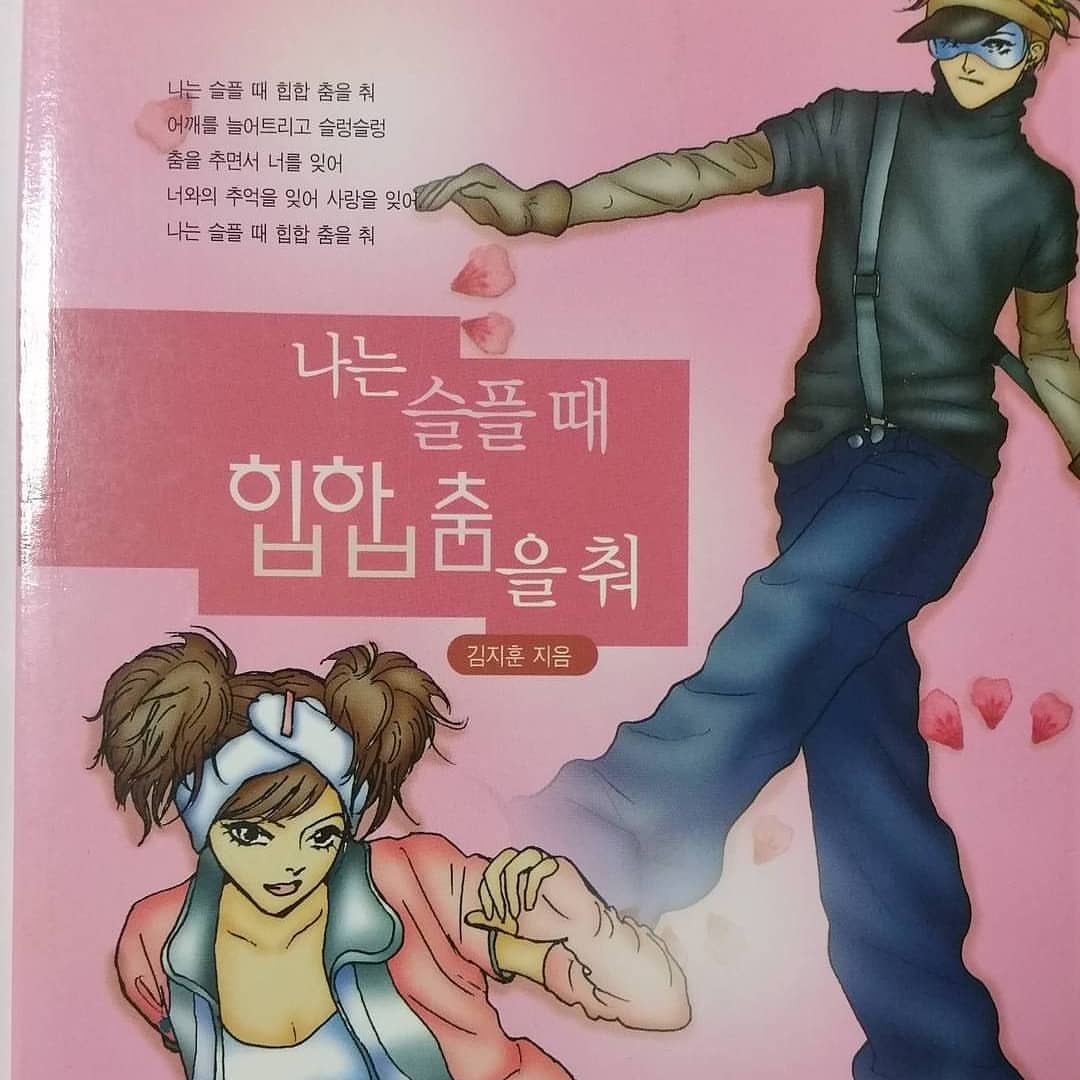 나는 슬플 때 힙합 춤을 춰
어깨를 늘어트리고 슬렁슬렁
춤을 추면서 너를 잊어
너와의 추억을 잊어 사랑을 잊어
나는 슬플 때 힙합 춤을 춰
나는
슬플 때
힙합 춤
을 춰
김지훈 지음